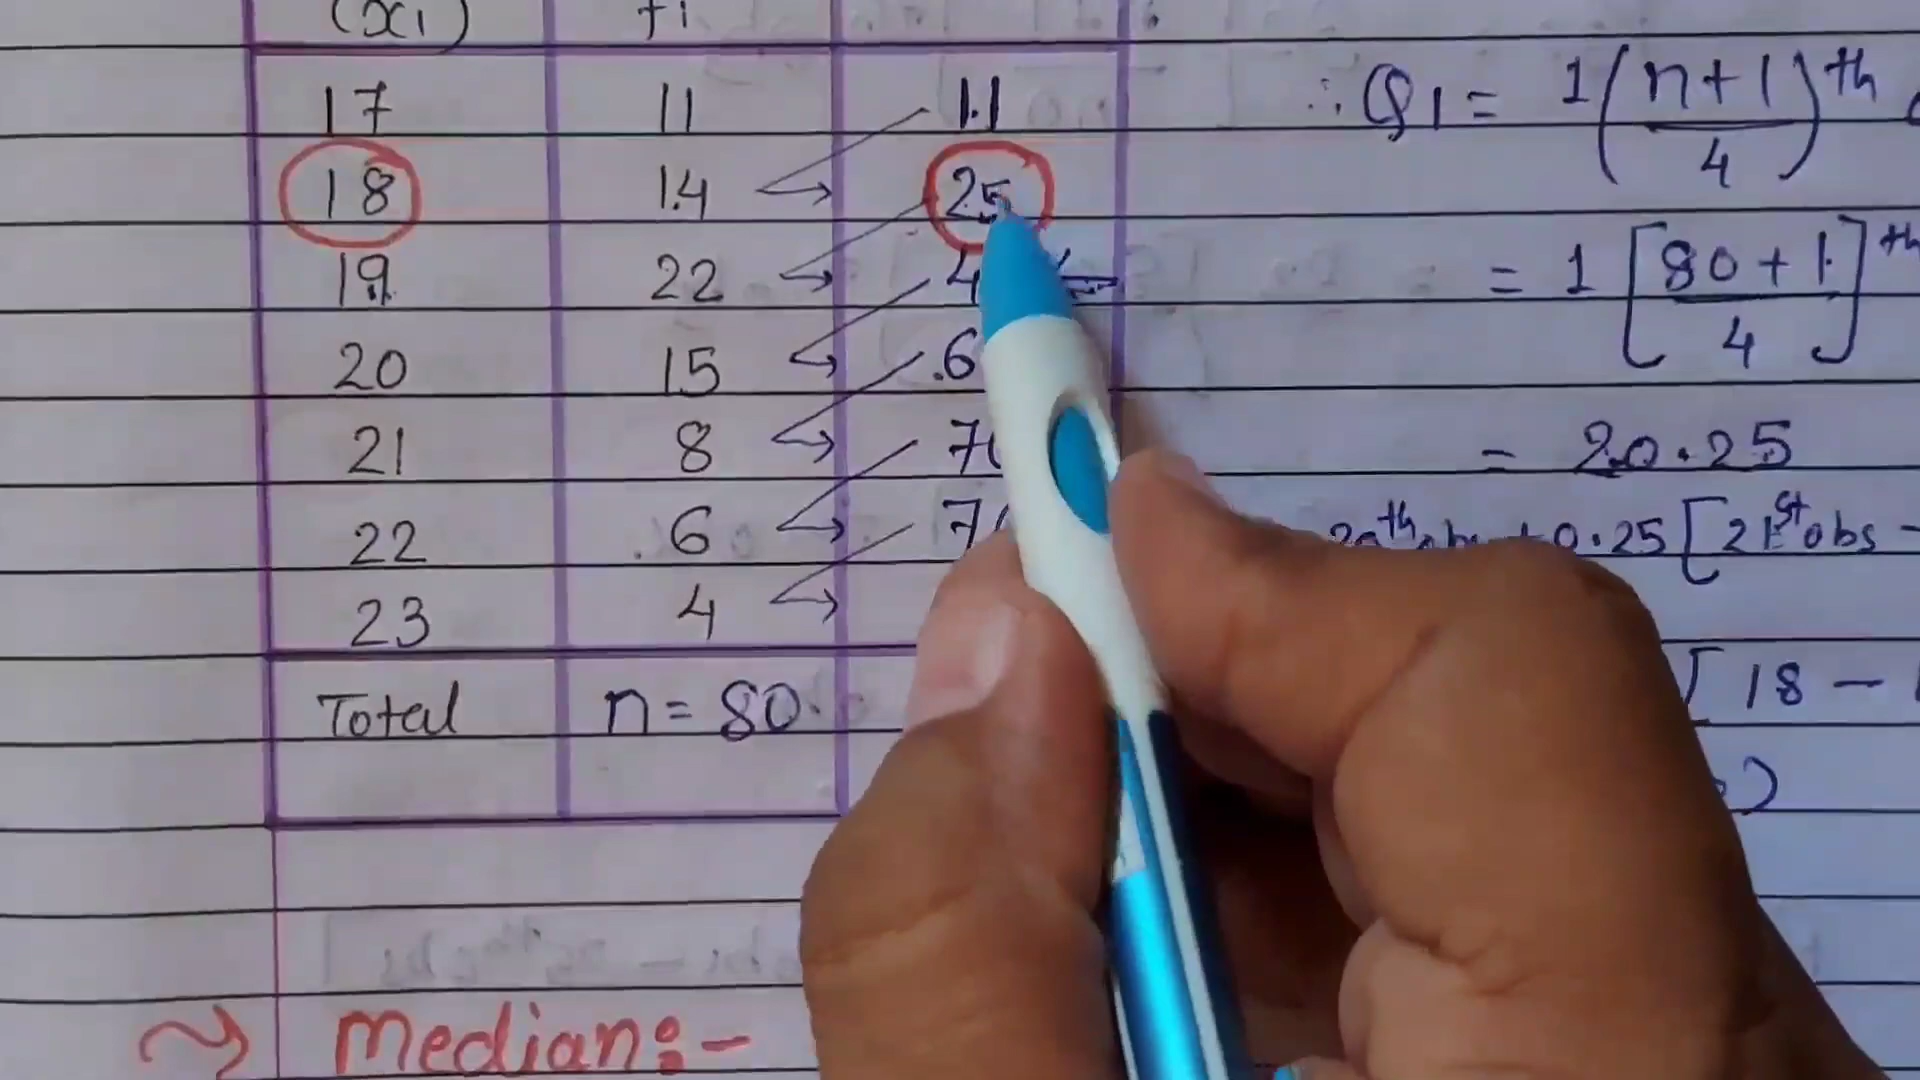 (xi) fi
17 11 11
18 14 25
19 22 4
20 15 6
21 8 7
22 6 7
23 4
Total n = 80
Median:-
∴ Q1 = 1(n+1/4)th
= 1[80+1/4]th
= 20.25
20th obs + 0.25[21st obs -
[18 -